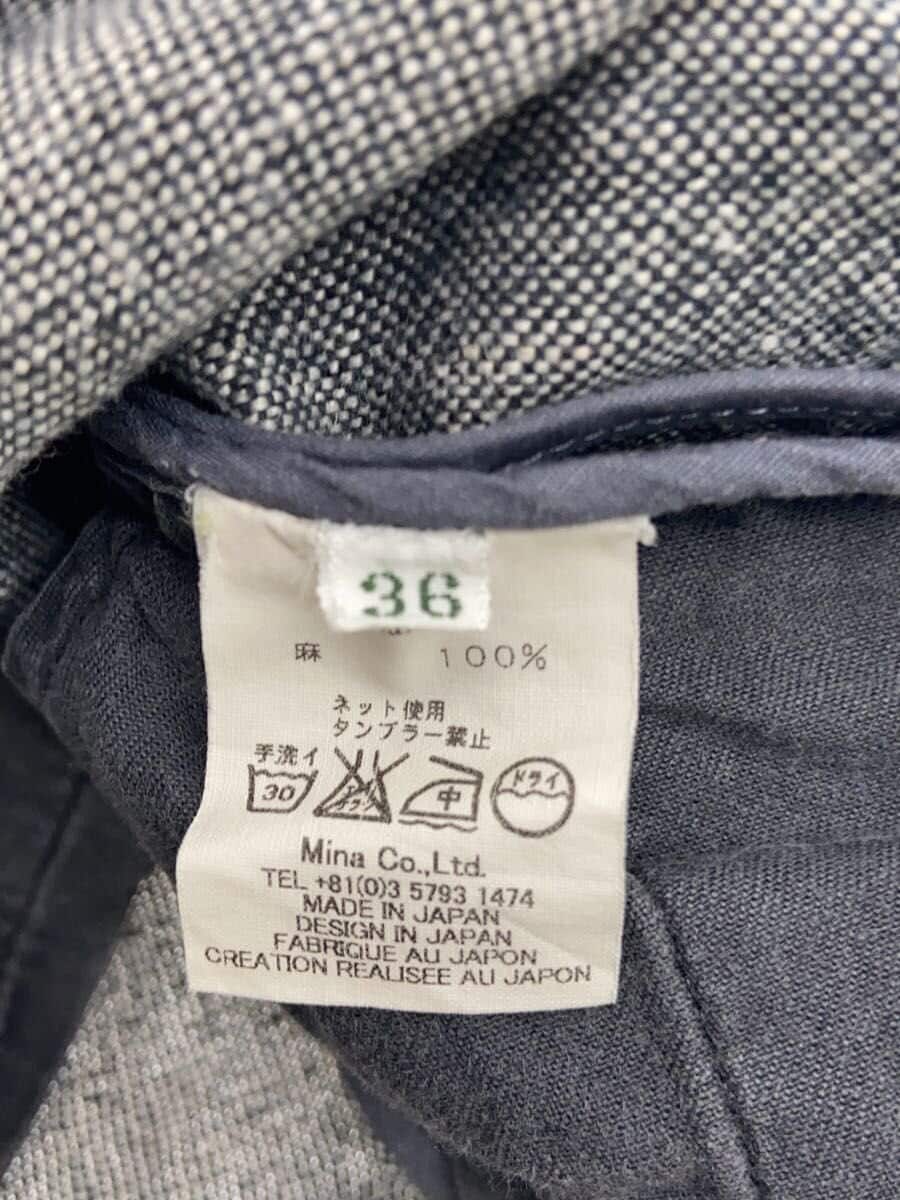 36
麻 100%
ネット使用
タンブラー禁止
手洗イ
30 中 ドライ
Mina Co.,Ltd.
TEL +81(0)3 5793 1474
MADE IN JAPAN
DESIGN IN JAPAN
FABRIQUE AU JAPON
CREATION REALISEE AU JAPON